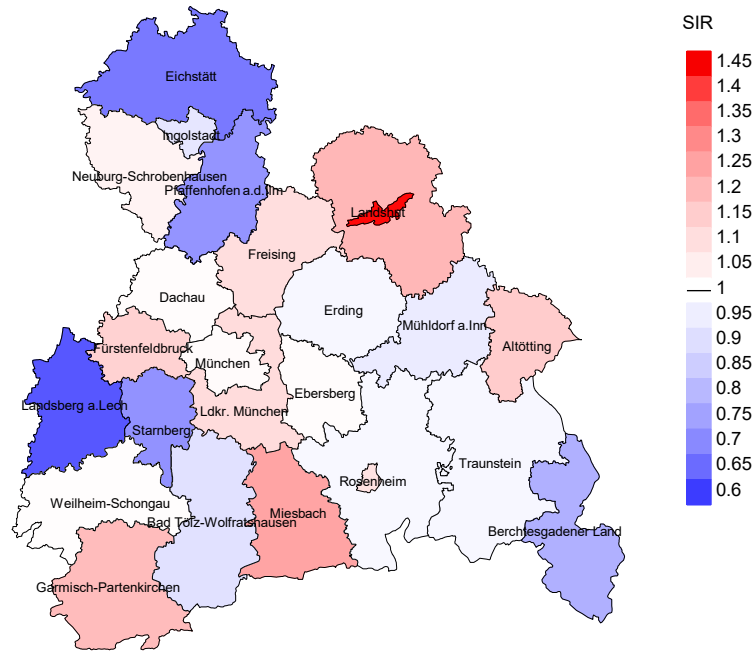 SIR
Eichstätt
1.45
1.4
1.35
1.3
1.25
1.2
1.15
1.1
1.05
1
0.95
0.9
0.85
0.8
0.75
0.7
0.65
0.6
Ingolstadt
Neuburg-Schrobenhausen
Pfaffenhofen a.d.Ilm
Landshut
Freising
Dachau
Erding
Mühldorf a.Inn
Altötting
Fürstenfeldbruck
München
Ebersberg
Landsberg a.Lech
Ldkr. München
Starnberg
Traunstein
Rosenheim
Weilheim-Schongau
Miesbach
Bad Tölz-Wolfratshausen
Berchtesgadener Land
Garmisch-Partenkirchen